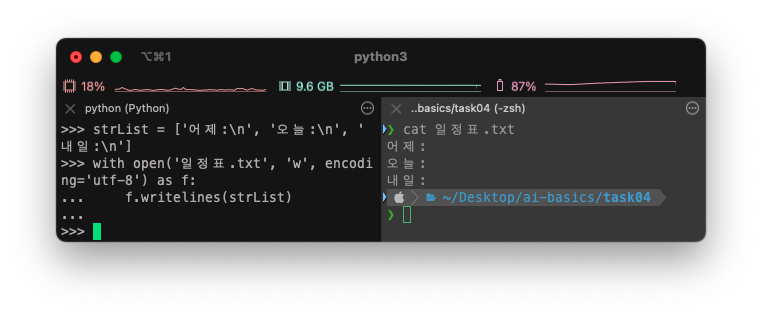 ⌥⌘1 python3
18% 9.6 GB 87%
python (Python)
>>> strList = ['어제:\n', '오늘:\n', '
내일:\n']
>>> with open('일정표.txt', 'w', encodi
ng='utf-8') as f:
...     f.writelines(strList)
...
>>>
..basics/task04 (-zsh)
❯ cat 일정표.txt
어제:
오늘:
내일:
~/Desktop/ai-basics/task04
❯